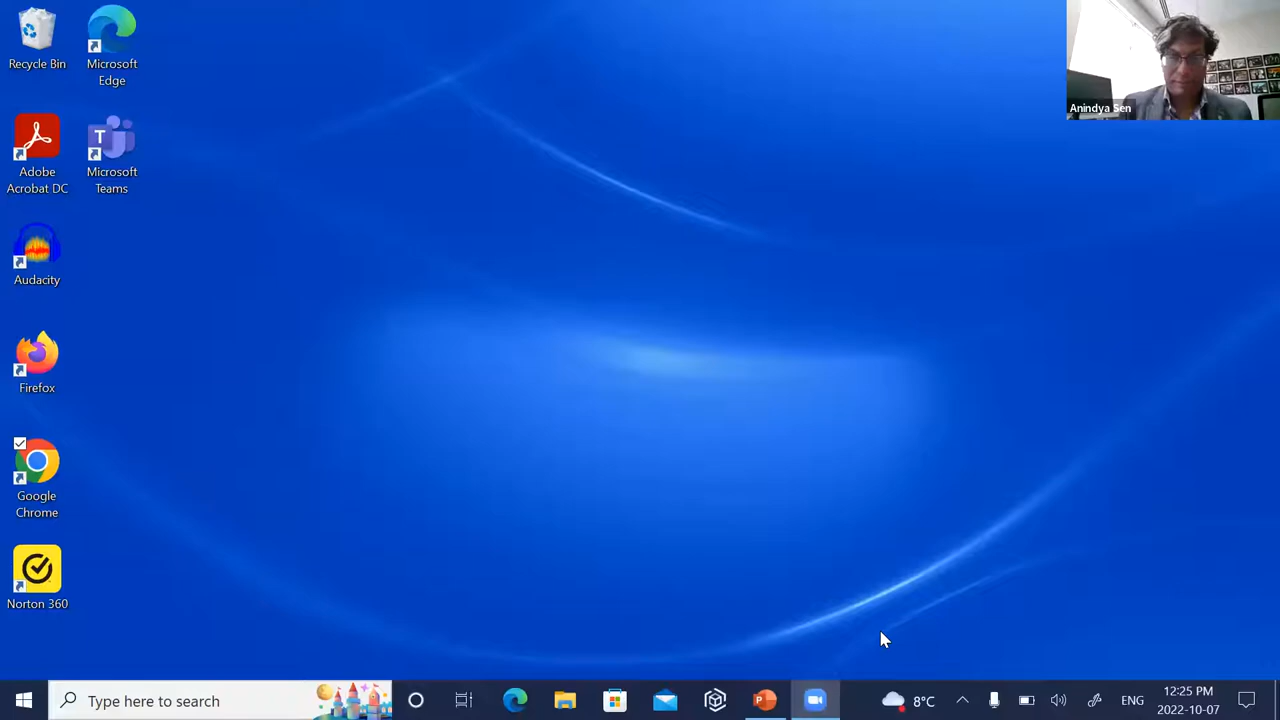 Recycle Bin
Microsoft
Edge
Adobe
Acrobat DC
Microsoft
Teams
Audacity
Firefox
Google
Chrome
Norton 360
Anindya Sen
Type here to search
8°C
ENG
12:25 PM
2022-10-07